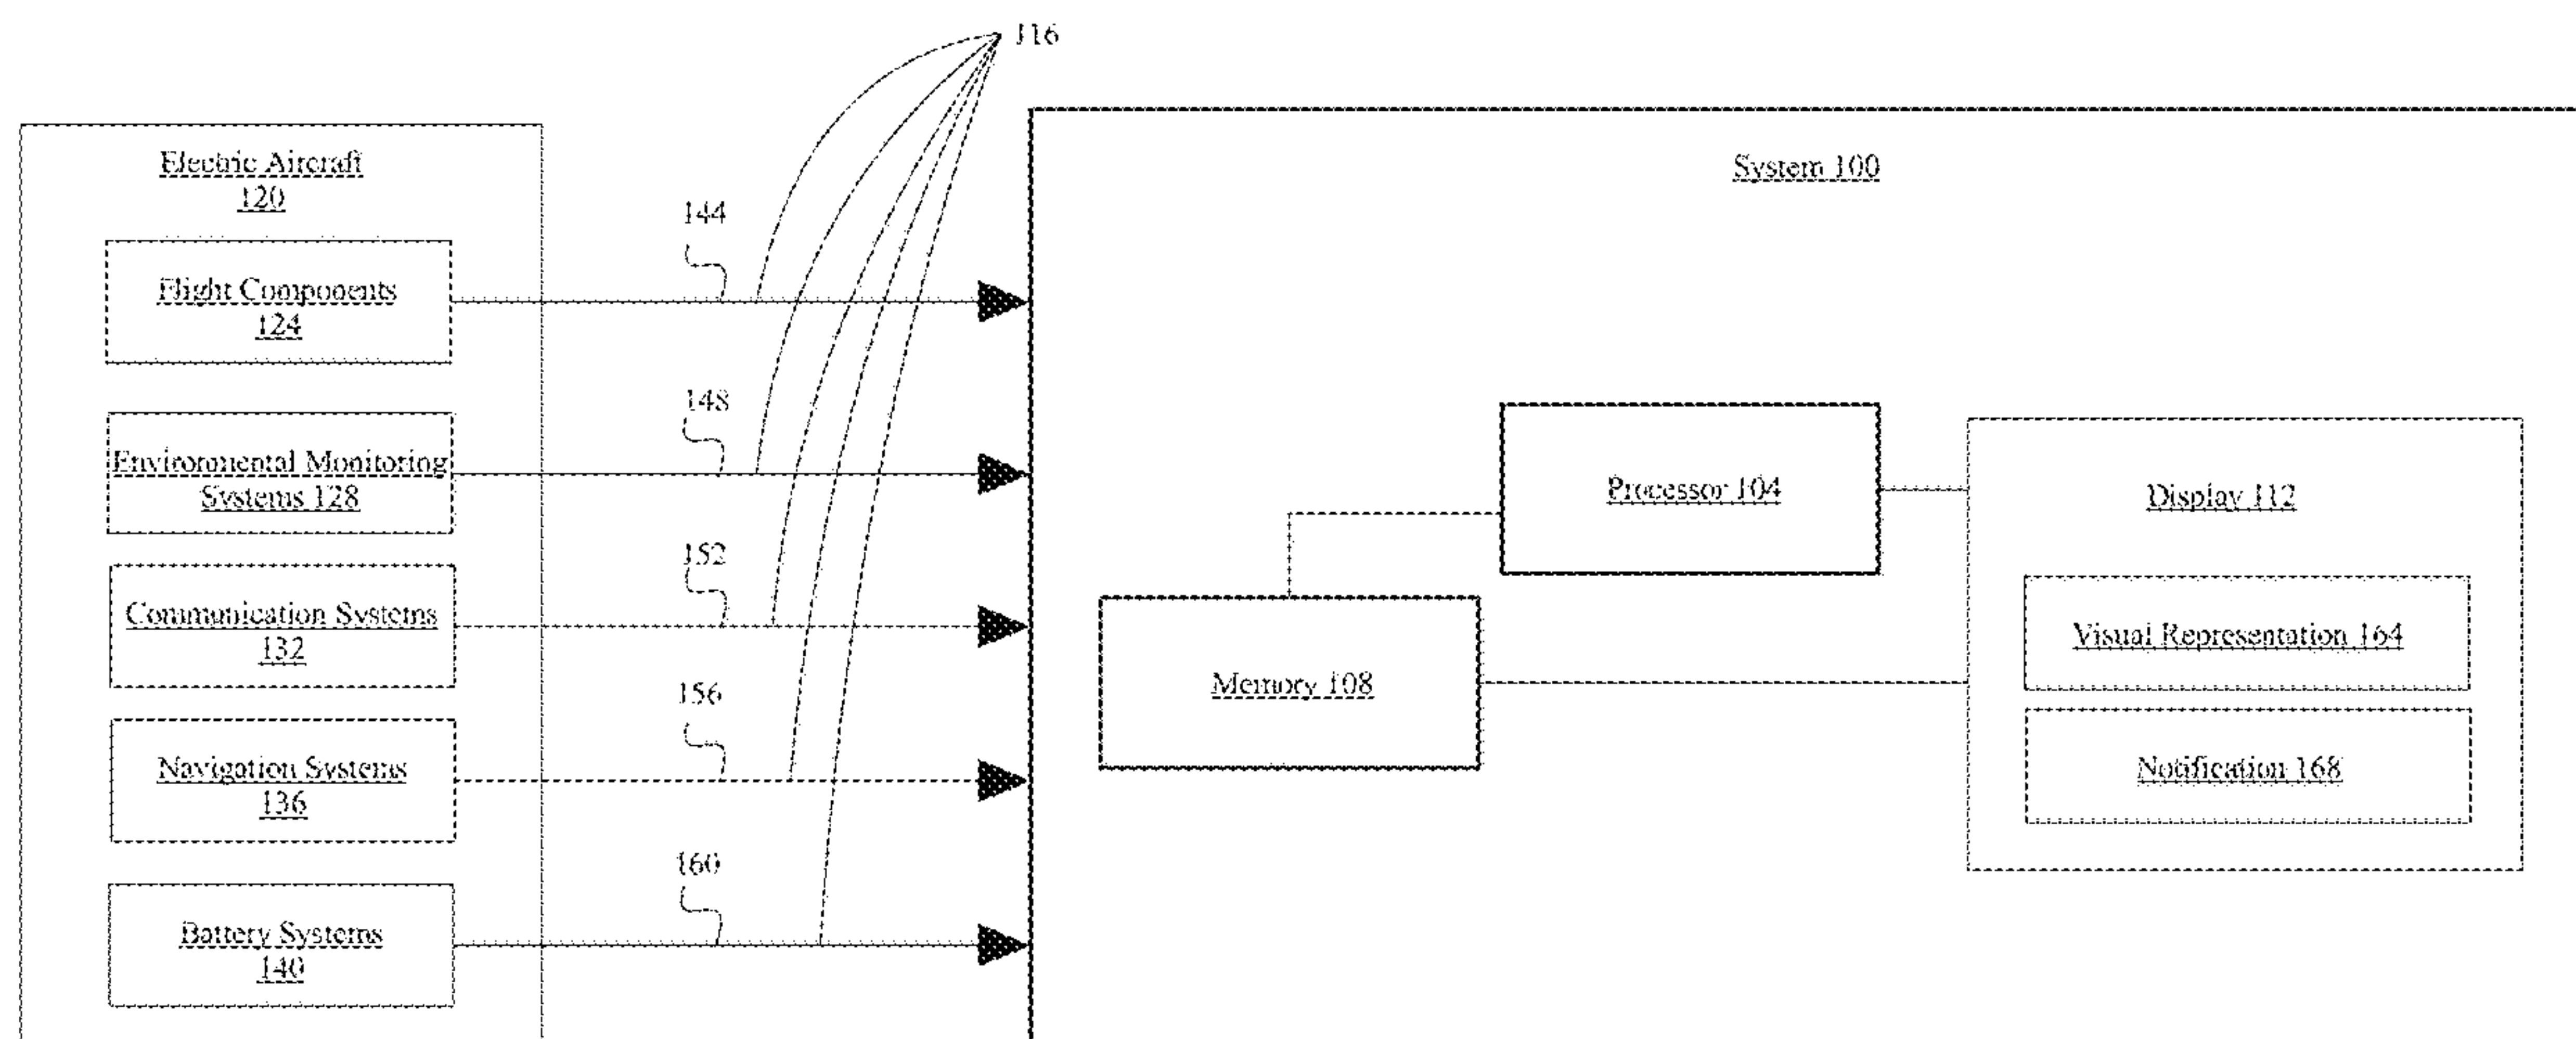 116
Electric Aircraft
120
System 100
144
Flight Components
124
148
Environmental Monitoring
Systems 128
Processor 104
Display 112
152
Communication Systems
132
Visual Representation 164
156
Memory 108
Navigation Systems
136
Notification 168
160
Battery Systems
140